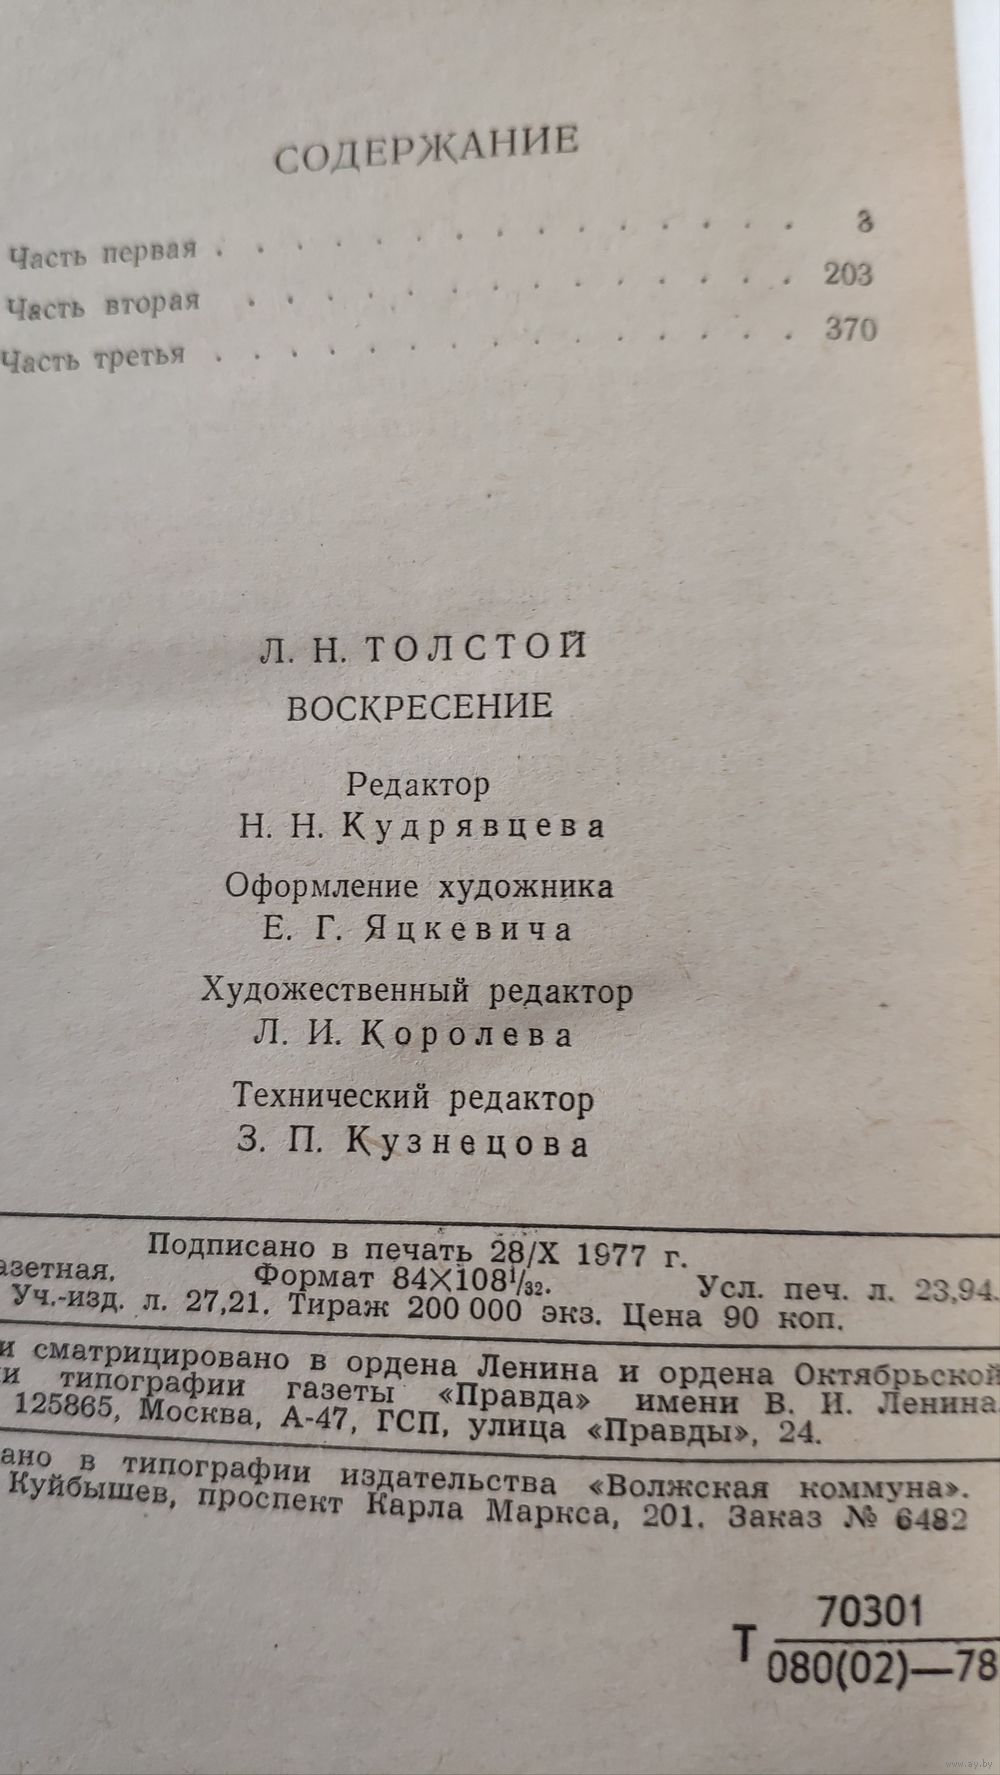 СОДЕРЖАНИЕ
Часть первая . . . . . . . . . . . . . . . 3
Часть вторая . . . . . . . . . . . . . . . 203
Часть третья . . . . . . . . . . . . . . . 370
Л. Н. ТОЛСТОЙ
ВОСКРЕСЕНИЕ
Редактор
Н. Н. Кудрявцева
Оформление художника
Е. Г. Яцкевича
Художественный редактор
Л. И. Королева
Технический редактор
З. П. Кузнецова
Подписано в печать 28/X 1977 г.
азетная. Формат 84×108¹/₃₂. Усл. печ. л. 23,94.
Уч.-изд. л. 27,21. Тираж 200 000 экз. Цена 90 коп.
и сматрицировано в ордена Ленина и ордена Октябрьской
и типографии газеты «Правда» имени В. И. Ленина.
125865, Москва, А-47, ГСП, улица «Правды», 24.
ано в типографии издательства «Волжская коммуна».
Куйбышев, проспект Карла Маркса, 201. Заказ № 6482
70301
Т
080(02)—78
www.ay.by